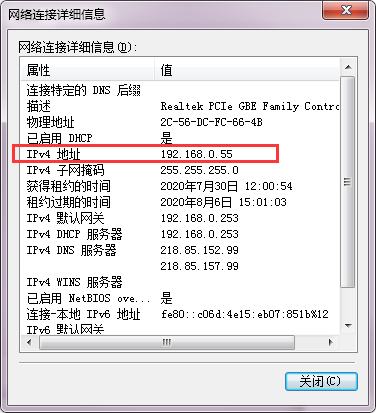 网络连接详细信息
网络连接详细信息(D):
属性 值
连接特定的 DNS 后缀
描述 Realtek PCIe GBE Family Contro
物理地址 2C-56-DC-FC-66-4B
已启用 DHCP 是
IPv4 地址 192.168.0.55
IPv4 子网掩码 255.255.255.0
获得租约的时间 2020年7月30日 12:00:54
租约过期的时间 2020年8月6日 15:01:03
IPv4 默认网关 192.168.0.253
IPv4 DHCP 服务器 192.168.0.253
IPv4 DNS 服务器 218.85.152.99
218.85.157.99
IPv4 WINS 服务器
已启用 NetBIOS ove... 是
连接-本地 IPv6 地址 fe80::c06d:4e15:eb07:851b%12
IPv6 默认网关
关闭(C)